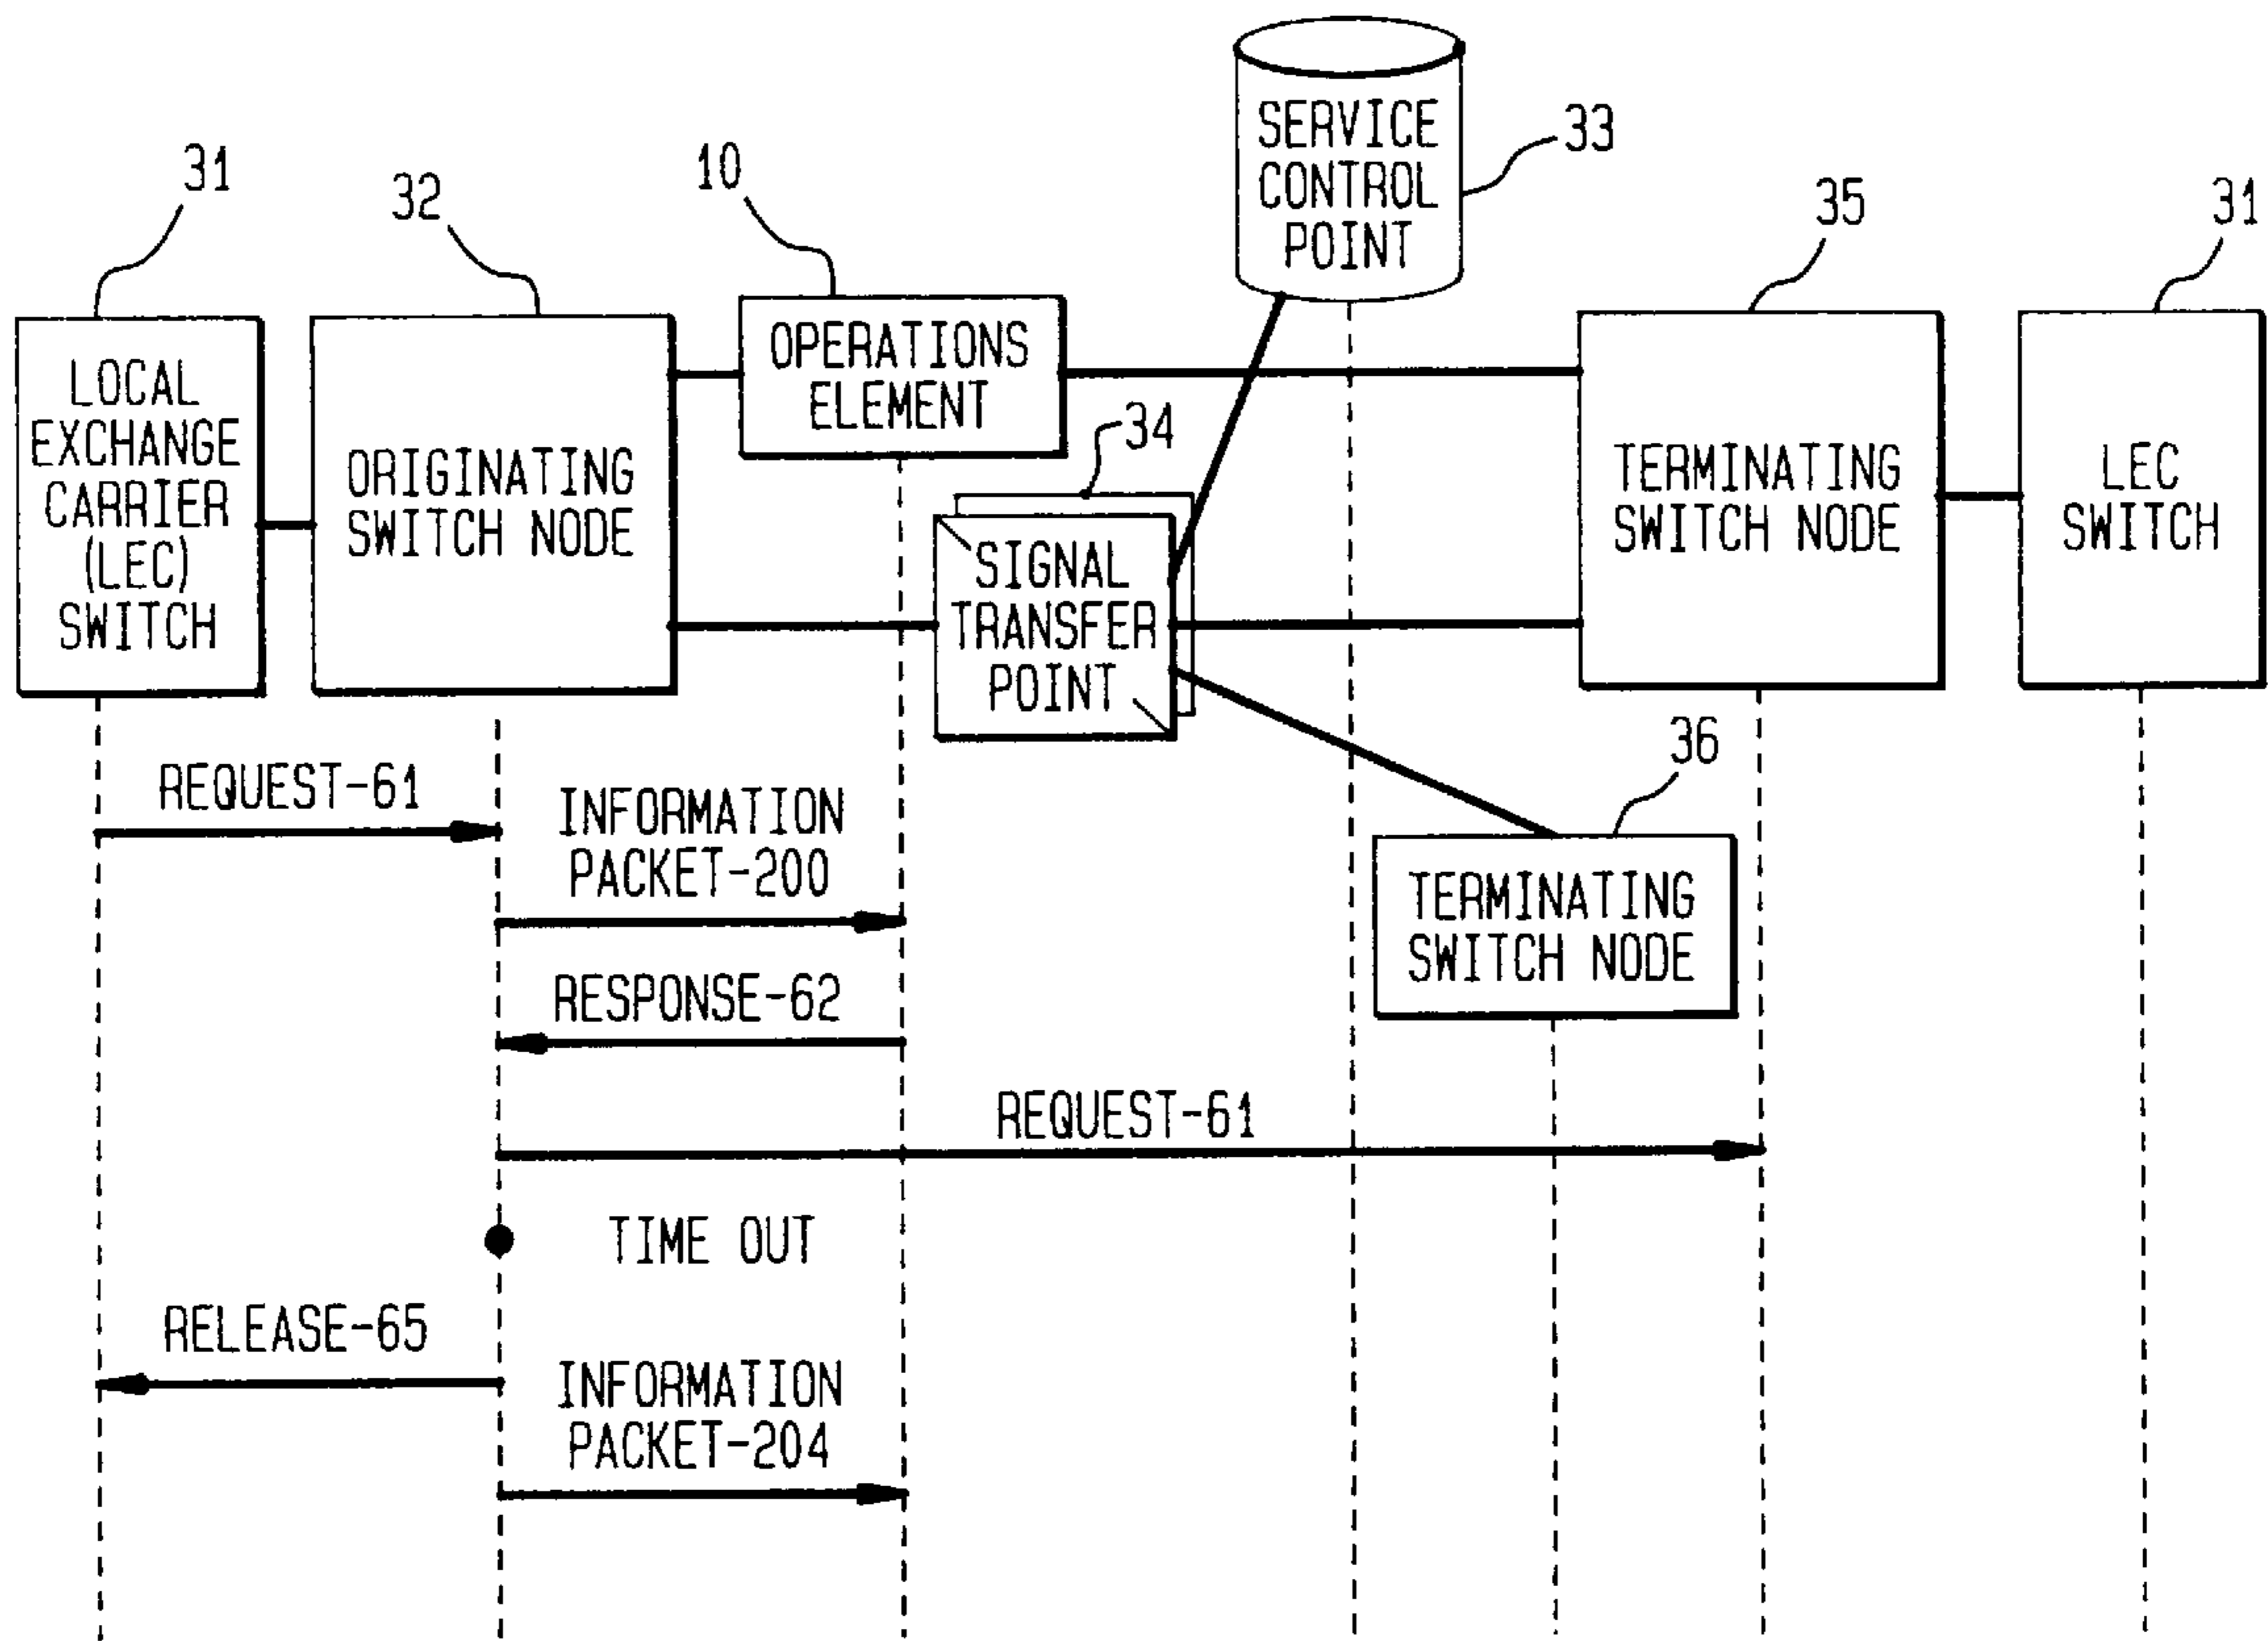 SERVICE
CONTROL
POINT
33
31
32
10
35
31
LOCAL
EXCHANGE
CARRIER
(LEC)
SWITCH
ORIGINATING
SWITCH NODE
OPERATIONS
ELEMENT
34
SIGNAL
TRANSFER
POINT
TERMINATING
SWITCH NODE
LEC
SWITCH
36
TERMINATING
SWITCH NODE
REQUEST-61
INFORMATION
PACKET-200
RESPONSE-62
REQUEST-61
TIME OUT
RELEASE-65
INFORMATION
PACKET-204